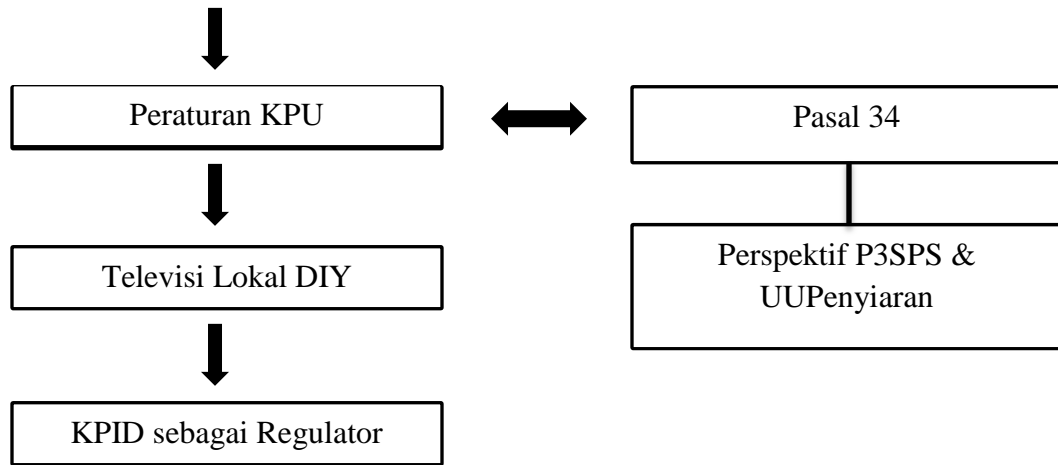 Peraturan KPU
Pasal 34
Televisi Lokal DIY
Perspektif P3SPS &
UUPenyiaran
KPID sebagai Regulator